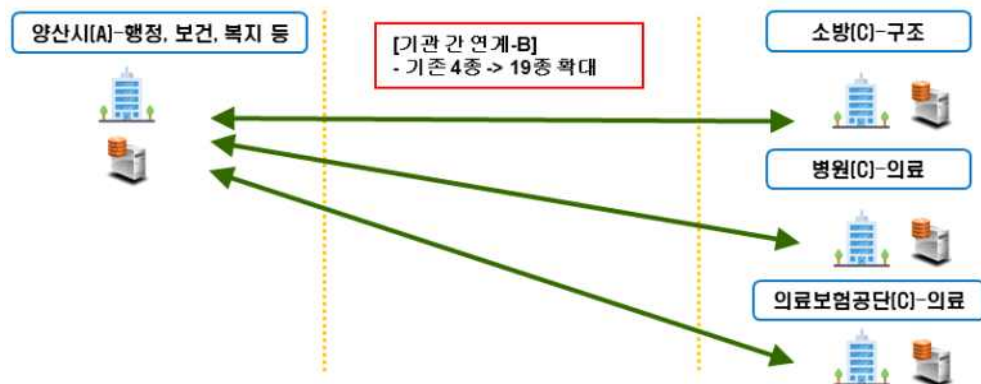 양산시(A)-행정, 보건, 복지 등
[기관 간 연계-B]
- 기존 4종 -> 19종 확대
소방(C)-구조
병원(C)-의료
의료보험공단(C)-의료